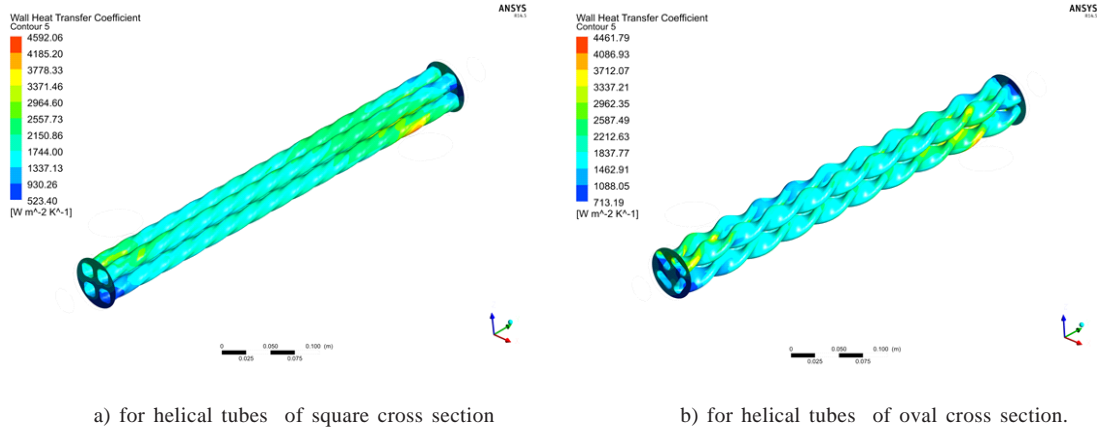 Wall Heat Transfer Coefficient
Contour 5
4592.06
4185.20
3778.33
3371.46
2964.60
2557.73
2150.86
1744.00
1337.13
930.26
523.40
[W m^-2 K^-1]
ANSYS
R16.1
0 0.050 0.100 (m)
0.025 0.075
a) for helical tubes of square cross section
Wall Heat Transfer Coefficient
Contour 5
4461.79
4086.93
3712.07
3337.21
2962.35
2587.49
2212.63
1837.77
1462.91
1088.05
713.19
[W m^-2 K^-1]
ANSYS
R16.1
0 0.050 0.100 (m)
0.025 0.075
b) for helical tubes of oval cross section.